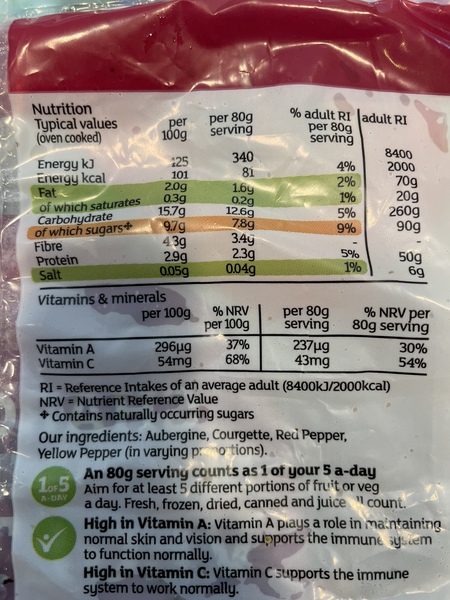 Nutrition
Typical values per per 80g % adult RI adult RI
(oven cooked) 100g serving per 80g
serving
Energy kJ 425 340 8400
Energy kcal 101 81 4% 2000
Fat 2.0g 1.6g 2% 70g
of which saturates 0.3g 0.2g 1% 20g
Carbohydrate 15.7g 12.6g 5% 260g
of which sugars✢ 9.7g 7.8g 9% 90g
Fibre 4.3g 3.4g - -
Protein 2.9g 2.3g 5% 50g
Salt 0.05g 0.04g 1% 6g
Vitamins & minerals
per 100g % NRV per 80g % NRV per
per 100g serving 80g serving
Vitamin A 296µg 37% 237µg 30%
Vitamin C 54mg 68% 43mg 54%
RI = Reference Intakes of an average adult (8400kJ/2000kcal)
NRV = Nutrient Reference Value
✢ Contains naturally occurring sugars
Our ingredients: Aubergine, Courgette, Red Pepper,
Yellow Pepper (in varying proportions).
1 of 5
A-DAY
An 80g serving counts as 1 of your 5 a-day
Aim for at least 5 different portions of fruit or veg
a day. Fresh, frozen, dried, canned and juice all count.
High in Vitamin A: Vitamin A plays a role in maintaining
normal skin and vision and supports the immune system
to function normally.
High in Vitamin C: Vitamin C supports the immune
system to work normally.